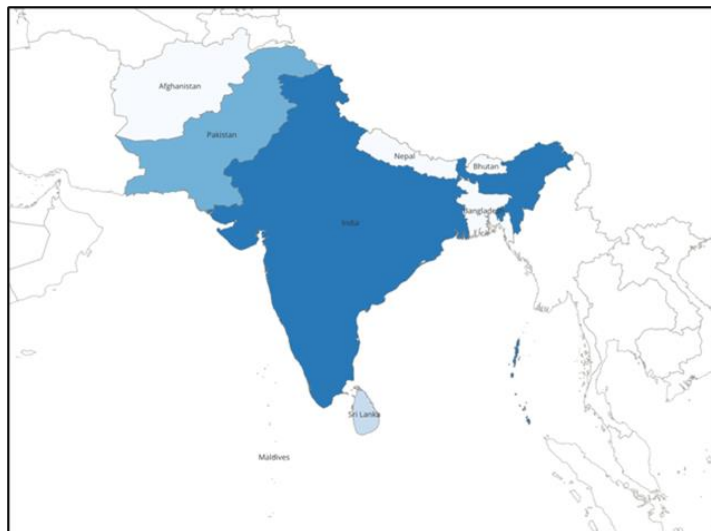 Afghanistan
Pakistan
Nepal
Bhutan
Bangladesh
India
Sri Lanka
Maldives